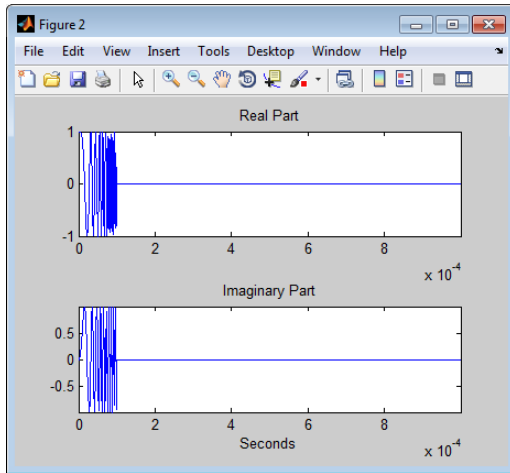 Figure 2
File Edit View Insert Tools Desktop Window Help
Real Part
1
0
-1
0 2 4 6 8
x 10^-4
Imaginary Part
0.5
0
-0.5
0 2 4 6 8
Seconds
x 10^-4